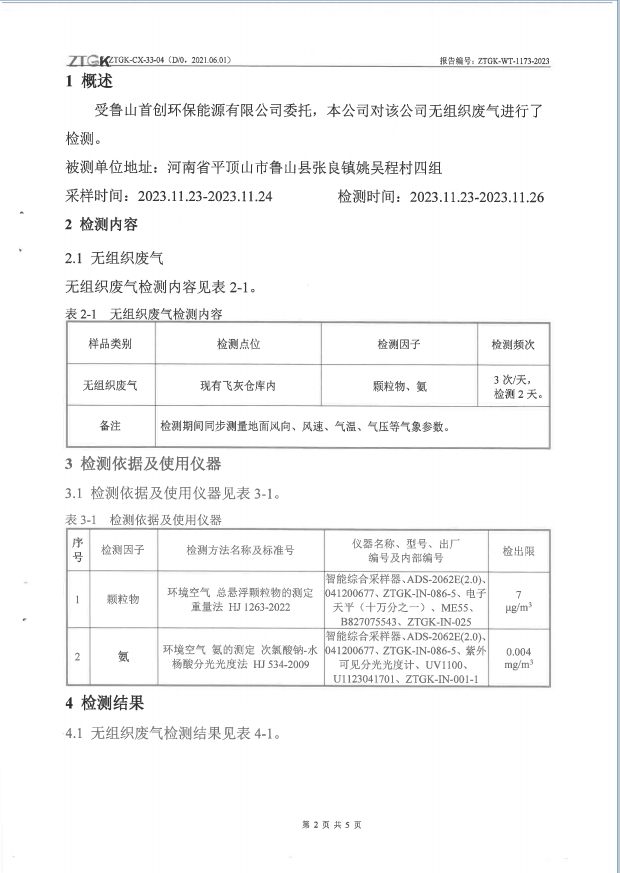 ZTGK ZTGK-CX-33-04（D/0，2021.06.01） 报告编号：ZTGK-WT-1173-2023
1 概述
受鲁山首创环保能源有限公司委托，本公司对该公司无组织废气进行了
检测。
被测单位地址：河南省平顶山市鲁山县张良镇姚吴程村四组
采样时间：2023.11.23-2023.11.24 检测时间：2023.11.23-2023.11.26
2 检测内容
2.1 无组织废气
无组织废气检测内容见表 2-1。
表 2-1 无组织废气检测内容
样品类别 检测点位 检测因子 检测频次
无组织废气 现有飞灰仓库内 颗粒物、氨 3 次/天，
检测 2 天。
备注 检测期间同步测量地面风向、风速、气温、气压等气象参数。
3 检测依据及使用仪器
3.1 检测依据及使用仪器见表 3-1。
表 3-1 检测依据及使用仪器
序
号
检测因子
检测方法名称及标准号
仪器名称、型号、出厂
编号及内部编号
检出限
1
颗粒物
环境空气 总悬浮颗粒物的测定
重量法 HJ 1263-2022
智能综合采样器、ADS-2062E(2.0)、
041200677、ZTGK-IN-086-5、电子
天平（十万分之一）、ME55、
B827075543、ZTGK-IN-025
7
μg/m³
2
氨
环境空气 氨的测定 次氯酸钠-水
杨酸分光光度法 HJ 534-2009
智能综合采样器、ADS-2062E(2.0)、
041200677、ZTGK-IN-086-5、紫外
可见分光光度计、UV1100、
U1123041701、ZTGK-IN-001-1
0.004
mg/m³
4 检测结果
4.1 无组织废气检测结果见表 4-1。
第 2 页 共 5 页